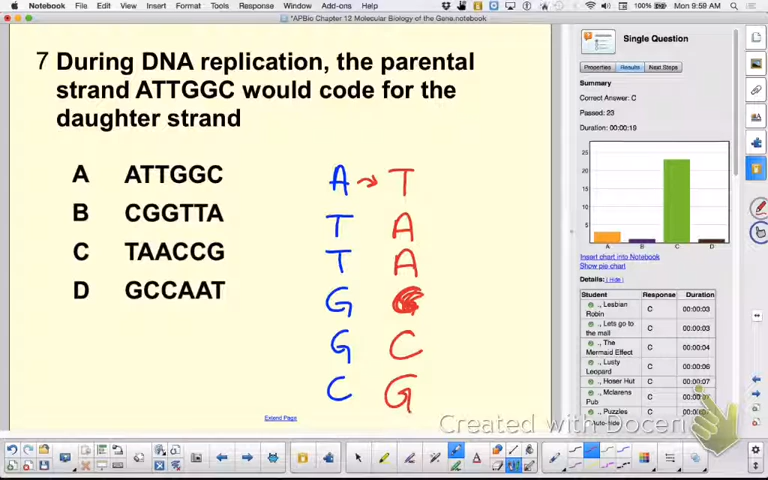 Notebook File Edit View Insert Format Tools Response Window Add-ons Help
100% Mon 9:59 AM
*APBio Chapter 12 Molecular Biology of the Gene.notebook
7 During DNA replication, the parental
strand ATTGGC would code for the
daughter strand
A ATTGGC
B CGGTTA
C TAACCG
D GCCAAT
A → T
T A
T A
G
G C
C G
Extend Page
Single Question
Properties Results Next Steps
Summary
Correct Answer: C
Passed: 23
Duration: 00:00:19
25
20
15
10
5
A B C D
Insert chart into Notebook
Show pie chart
Details: [ Hide ]
Student Response Duration
., Lesbian Robin C 00:00:03
., Lets go to the mall C 00:00:03
., The Mermaid Effect C 00:00:04
., Lusty Leopard C 00:00:06
., Hoser Hut C 00:00:07
., Mclarens Pub C
., Puzzles C
Auto-hide
Created with Doceri